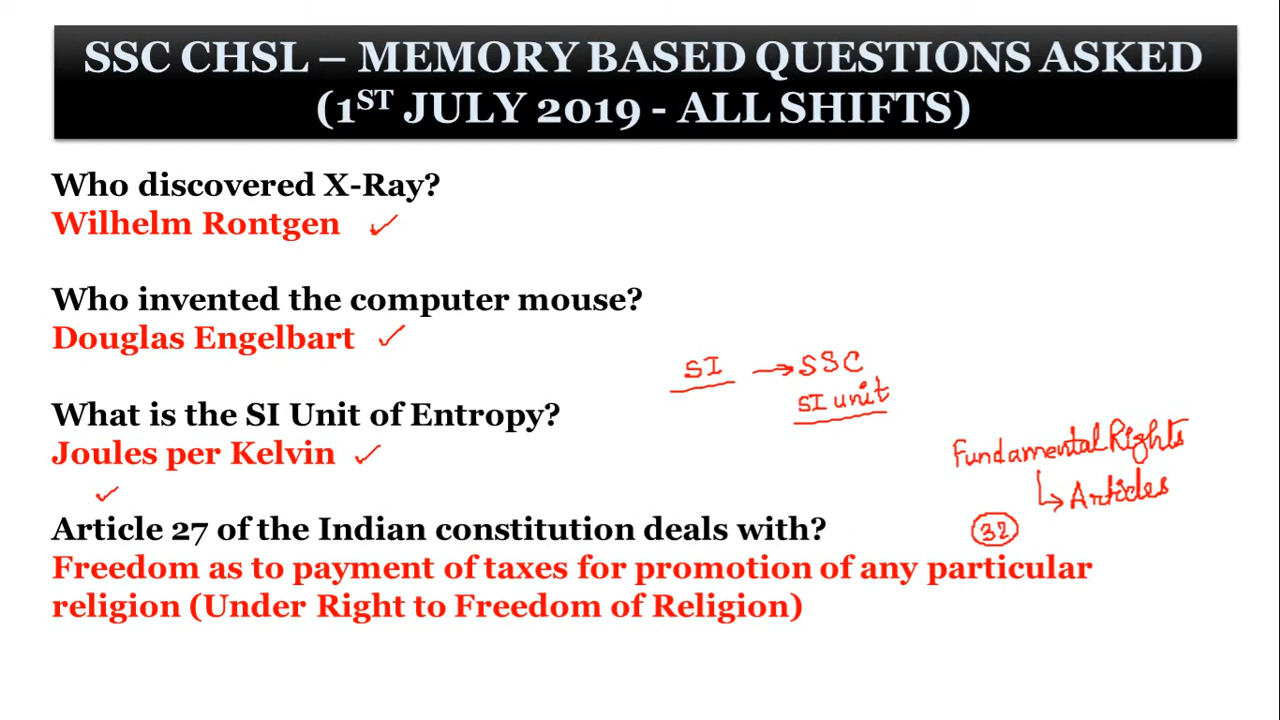 SSC CHSL – MEMORY BASED QUESTIONS ASKED
(1ST JULY 2019 - ALL SHIFTS)
Who discovered X-Ray?
Wilhelm Rontgen
Who invented the computer mouse?
Douglas Engelbart
SI → SSC
SI unit
What is the SI Unit of Entropy?
Joules per Kelvin
Fundamental Rights
↳ Articles
Article 27 of the Indian constitution deals with?
32
Freedom as to payment of taxes for promotion of any particular
religion (Under Right to Freedom of Religion)